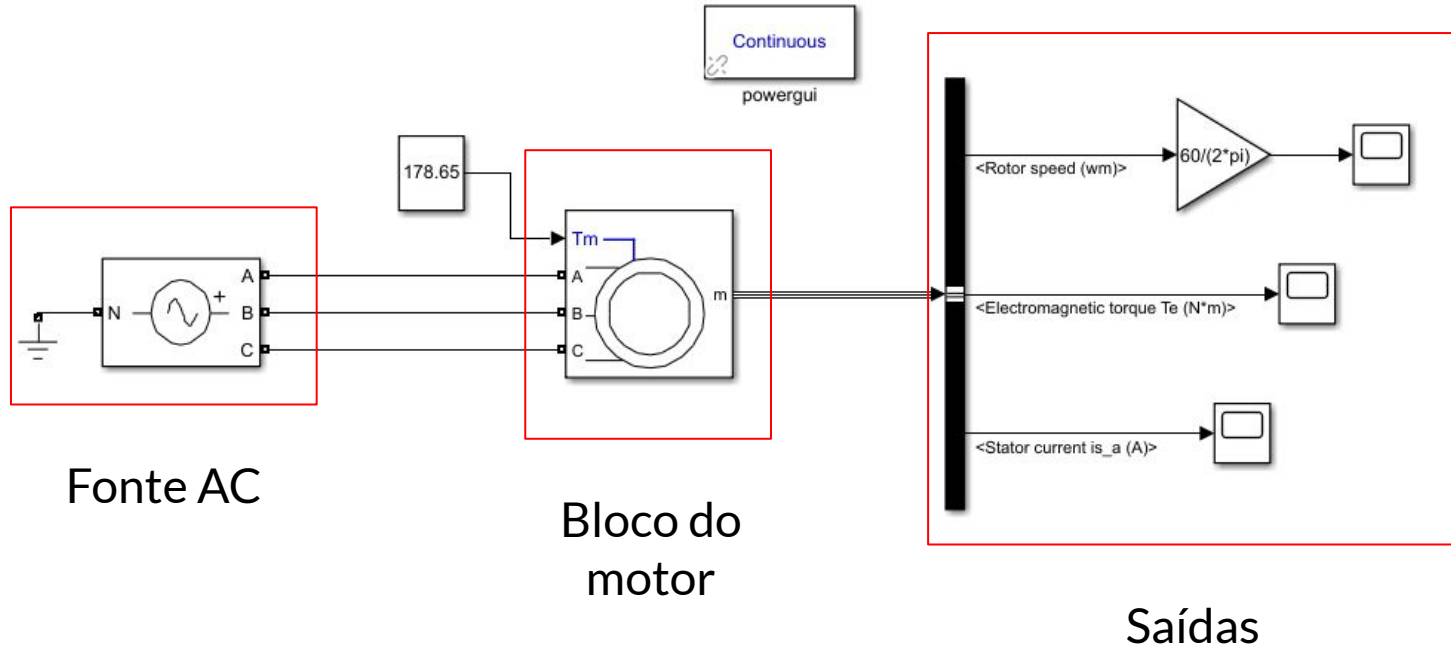 Continuous
powergui
178.65
Tm
A
B
C
m
N
+
A
B
C
<Rotor speed (wm)>
60/(2*pi)
<Electromagnetic torque Te (N*m)>
<Stator current is_a (A)>
Fonte AC
Bloco do
motor
Saídas